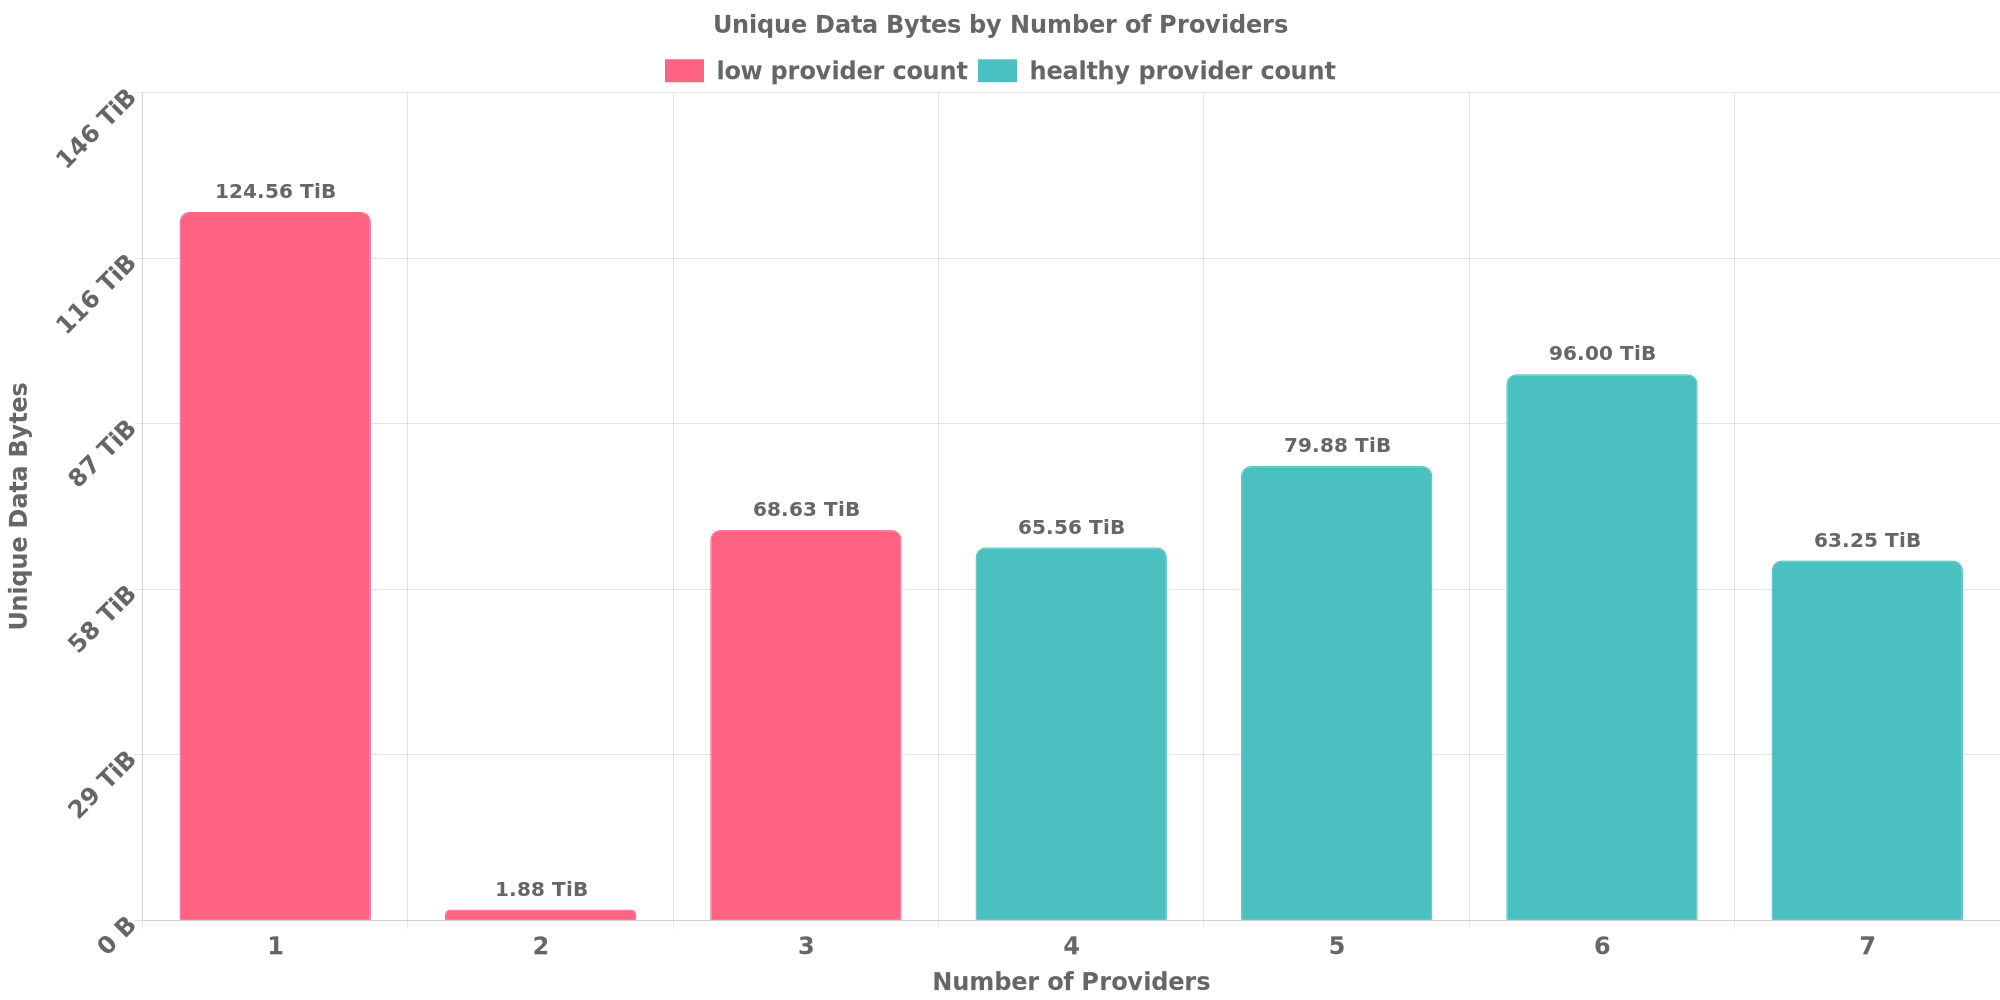 Unique Data Bytes by Number of Providers
low provider count
healthy provider count
146 TiB
116 TiB
87 TiB
58 TiB
29 TiB
0 B
Unique Data Bytes
124.56 TiB
1.88 TiB
68.63 TiB
65.56 TiB
79.88 TiB
96.00 TiB
63.25 TiB
1 2 3 4 5 6 7
Number of Providers